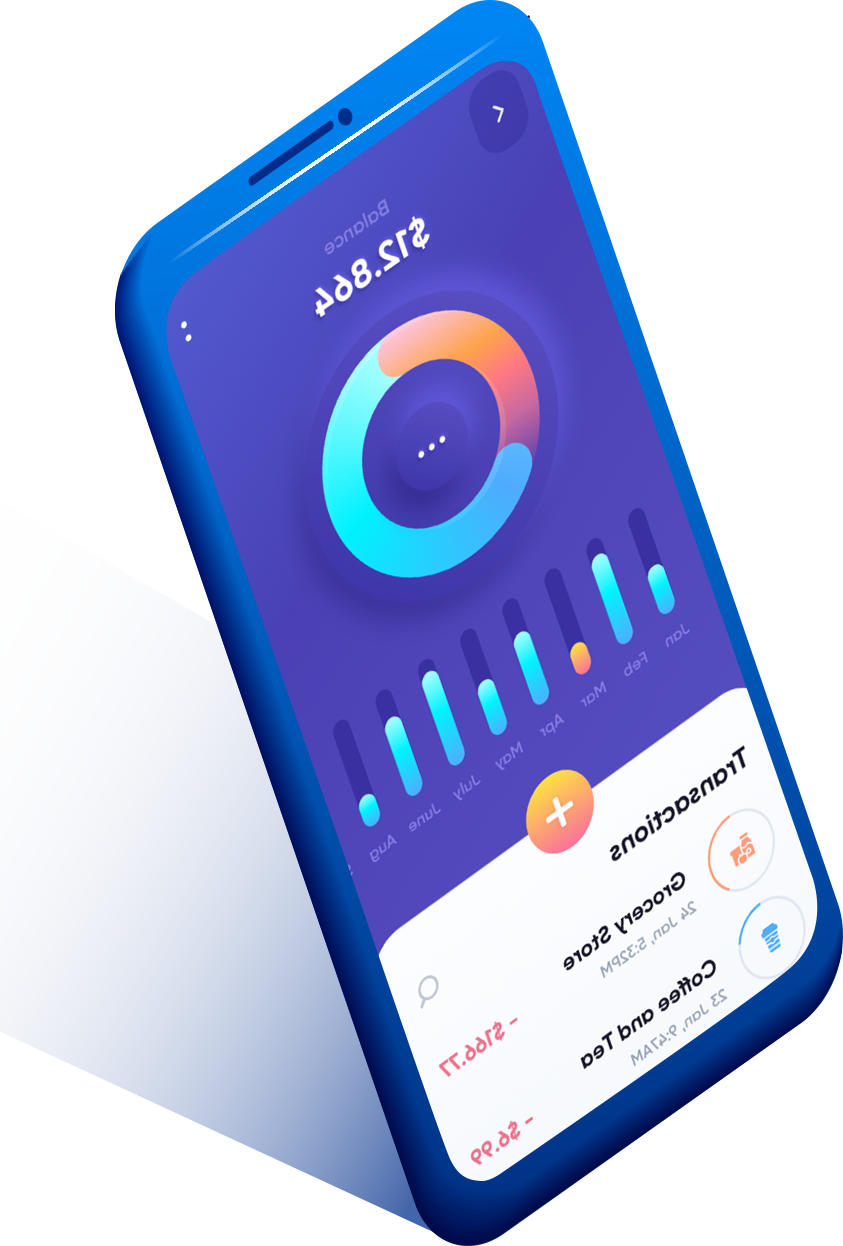 Balance
$12.864
Jan Feb Mar Apr May July June Aug
Transactions
Grocery Store
24 Jan, 5:32PM
- $166.77
Coffee and Tea
23 Jan, 9:47AM
- $6.99